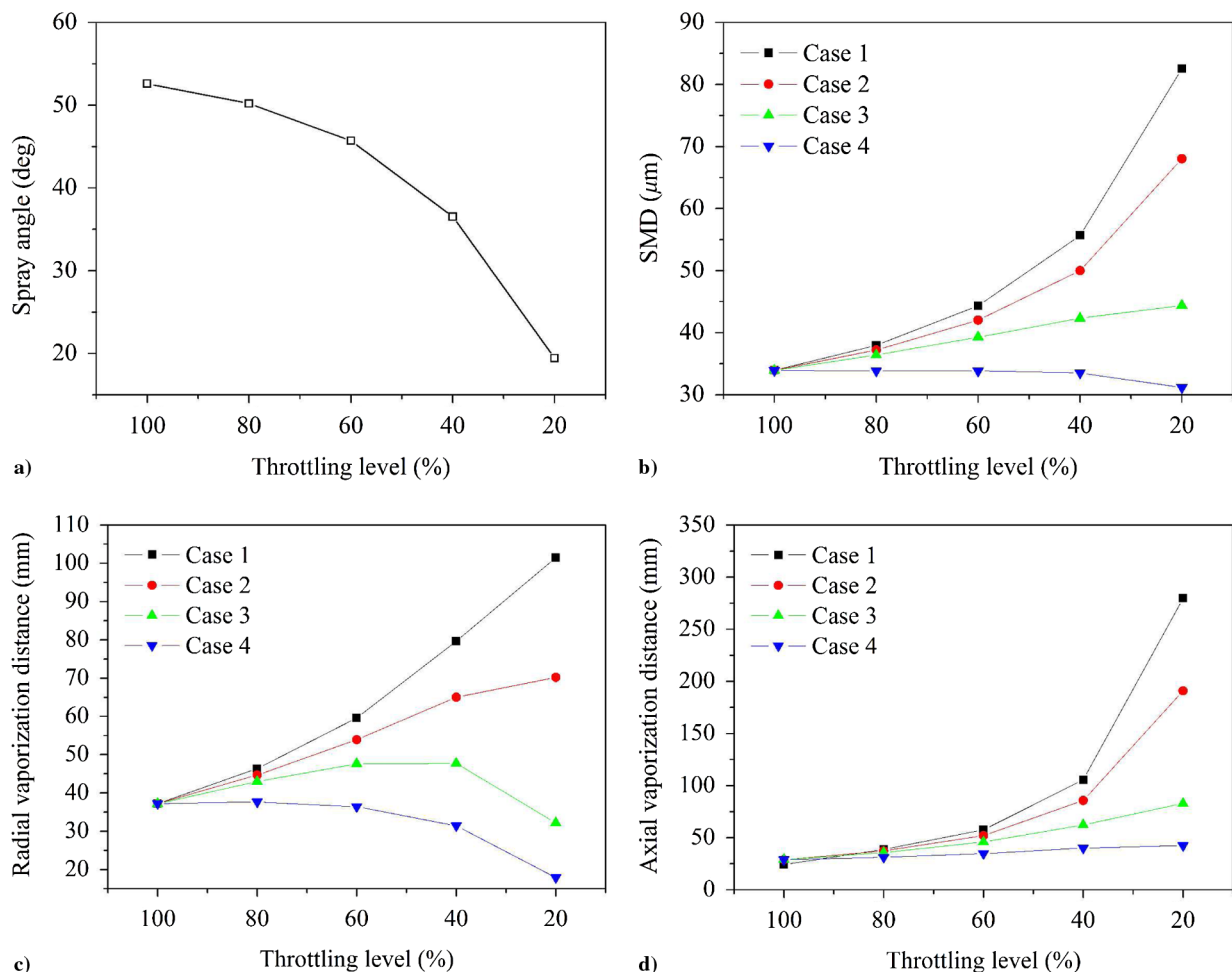 60
50
40
30
20
Spray angle (deg)
100 80 60 40 20
Throttling level (%)
a)
90
80
70
60
50
40
30
SMD (μm)
Case 1
Case 2
Case 3
Case 4
100 80 60 40 20
Throttling level (%)
b)
110
100
90
80
70
60
50
40
30
20
Radial vaporization distance (mm)
Case 1
Case 2
Case 3
Case 4
100 80 60 40 20
Throttling level (%)
c)
350
300
250
200
150
100
50
0
Axial vaporization distance (mm)
Case 1
Case 2
Case 3
Case 4
100 80 60 40 20
Throttling level (%)
d)